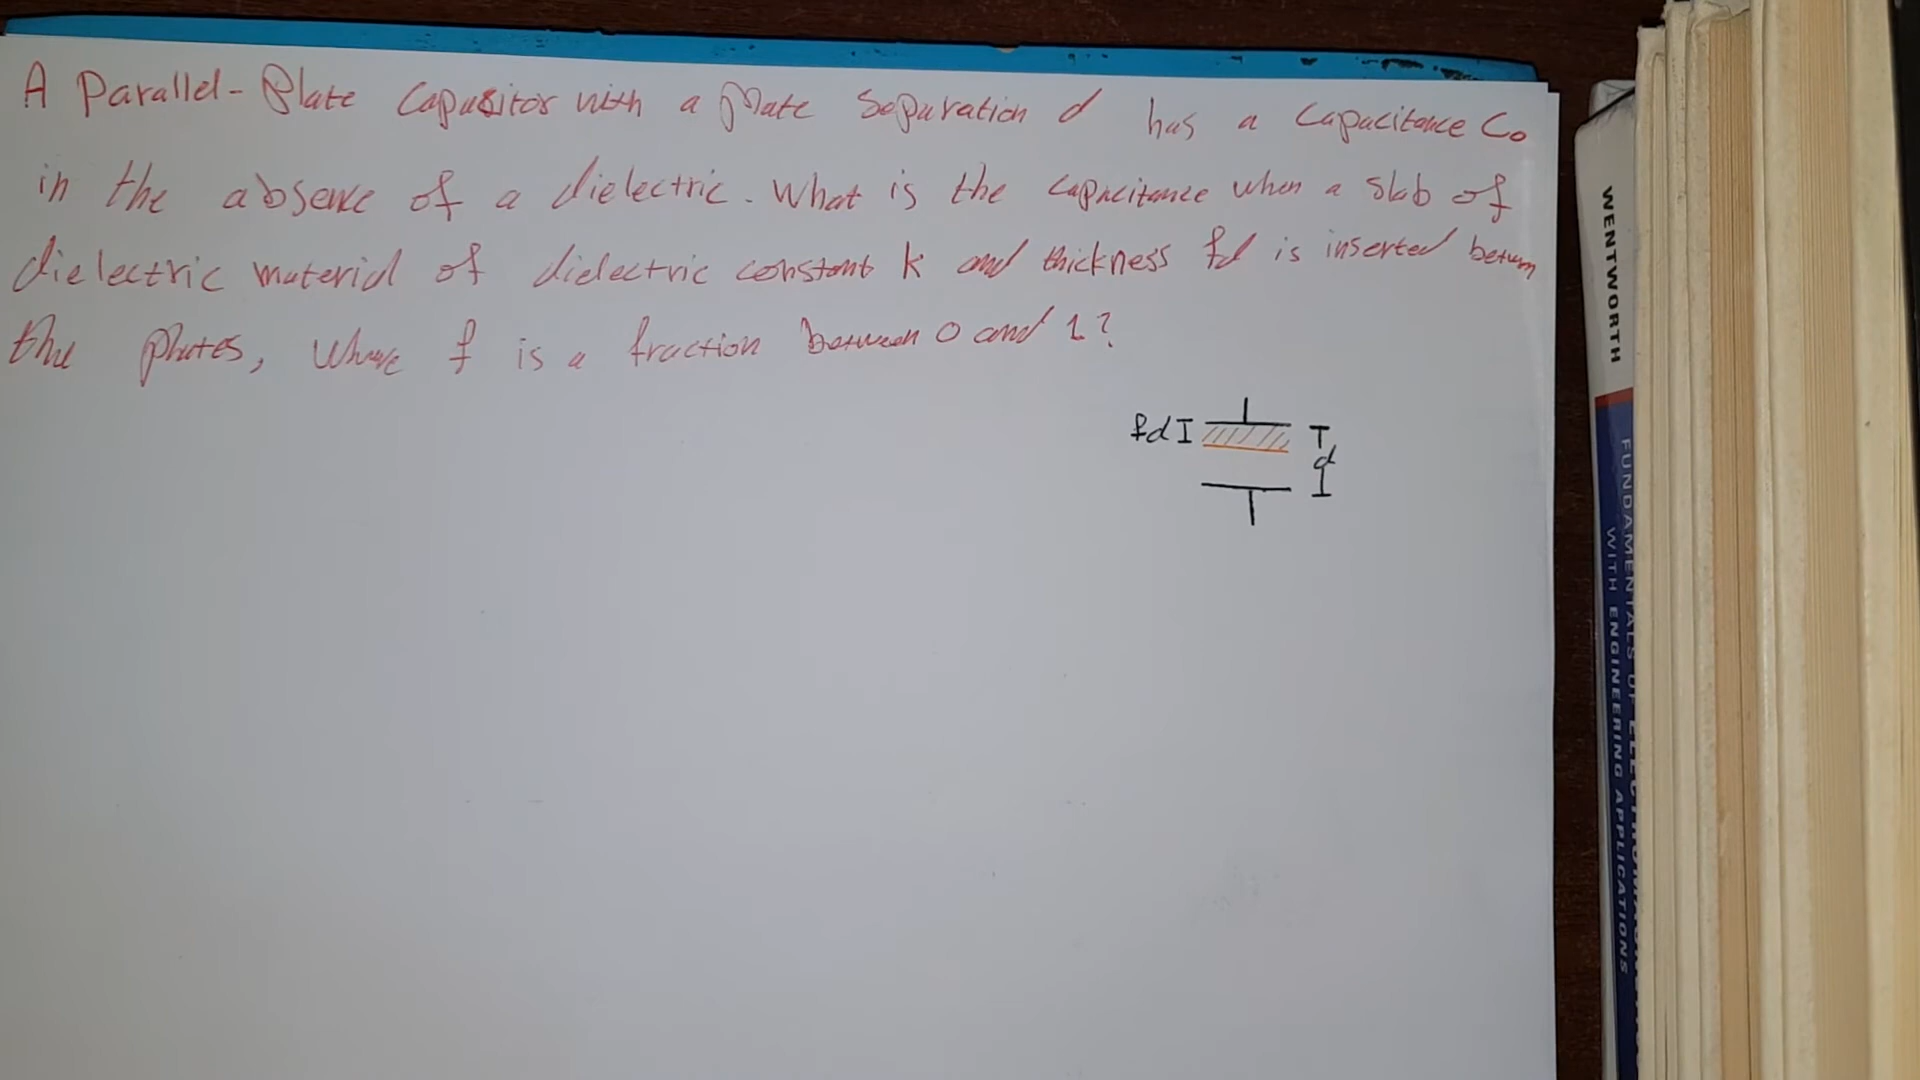 A Parallel-Plate Capasitor with a plate Separation d has a Capacitance C₀
in the absence of a dielectric. What is the capacitance when a slab of
dielectric material of dielectric constant k and thickness fd is inserted between
the plates, where f is a fraction between 0 and 1?
fd
d
WENTWORTH
FUNDAMENTALS OF
WITH ENGINEERING APPLICATIONS